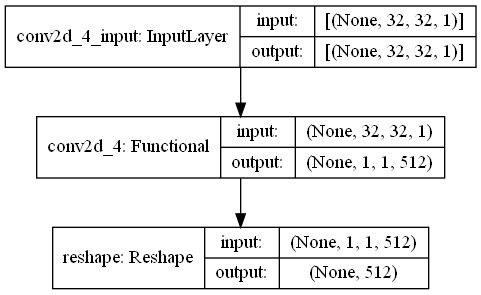 conv2d_4_input: InputLayer
input: [(None, 32, 32, 1)]
output: [(None, 32, 32, 1)]
conv2d_4: Functional
input: (None, 32, 32, 1)
output: (None, 1, 1, 512)
reshape: Reshape
input: (None, 1, 1, 512)
output: (None, 512)